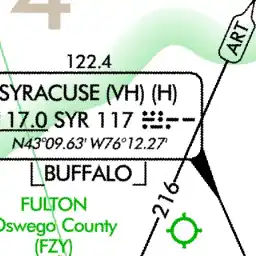 4
122.4
ART
SYRACUSE (VH) (H)
17.0 SYR 117
N43°09.63' W76°12.27'
BUFFALO
216
FULTON
Oswego County
(FZY)